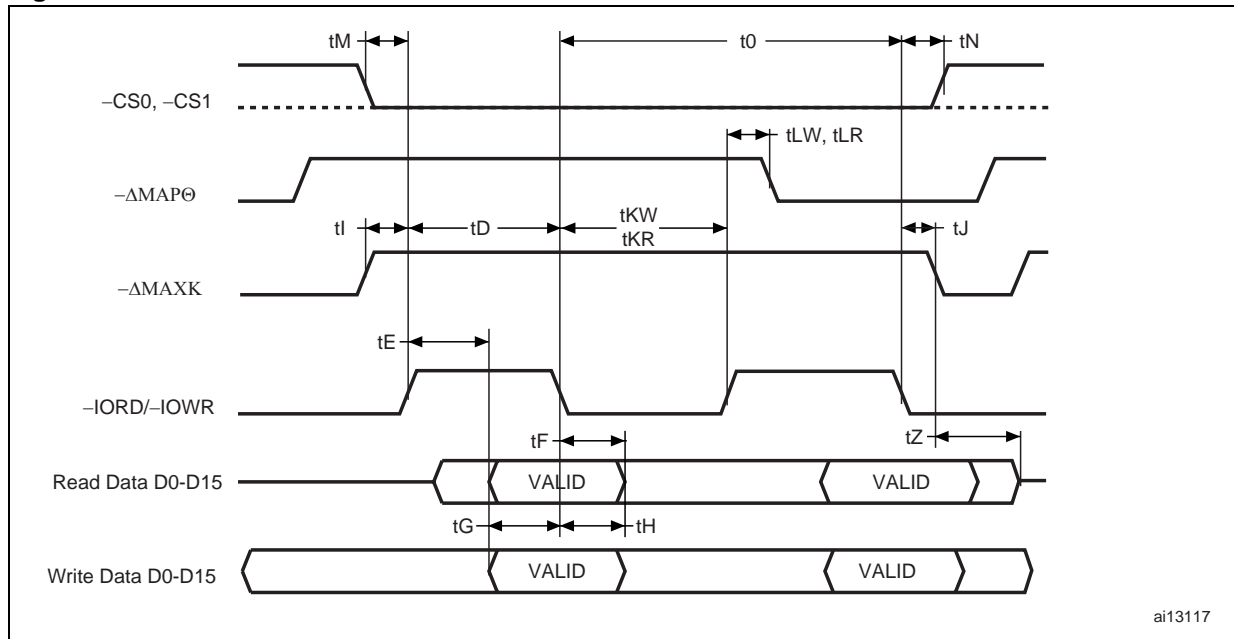 tM
t0
tN
–CS0, –CS1
tLW, tLR
–ΔMAPΘ
tI
tD
tKW
tKR
tJ
–ΔMAXK
tE
–IORD/–IOWR
tF
tZ
Read Data D0-D15
VALID
VALID
tG
tH
Write Data D0-D15
VALID
VALID
ai13117